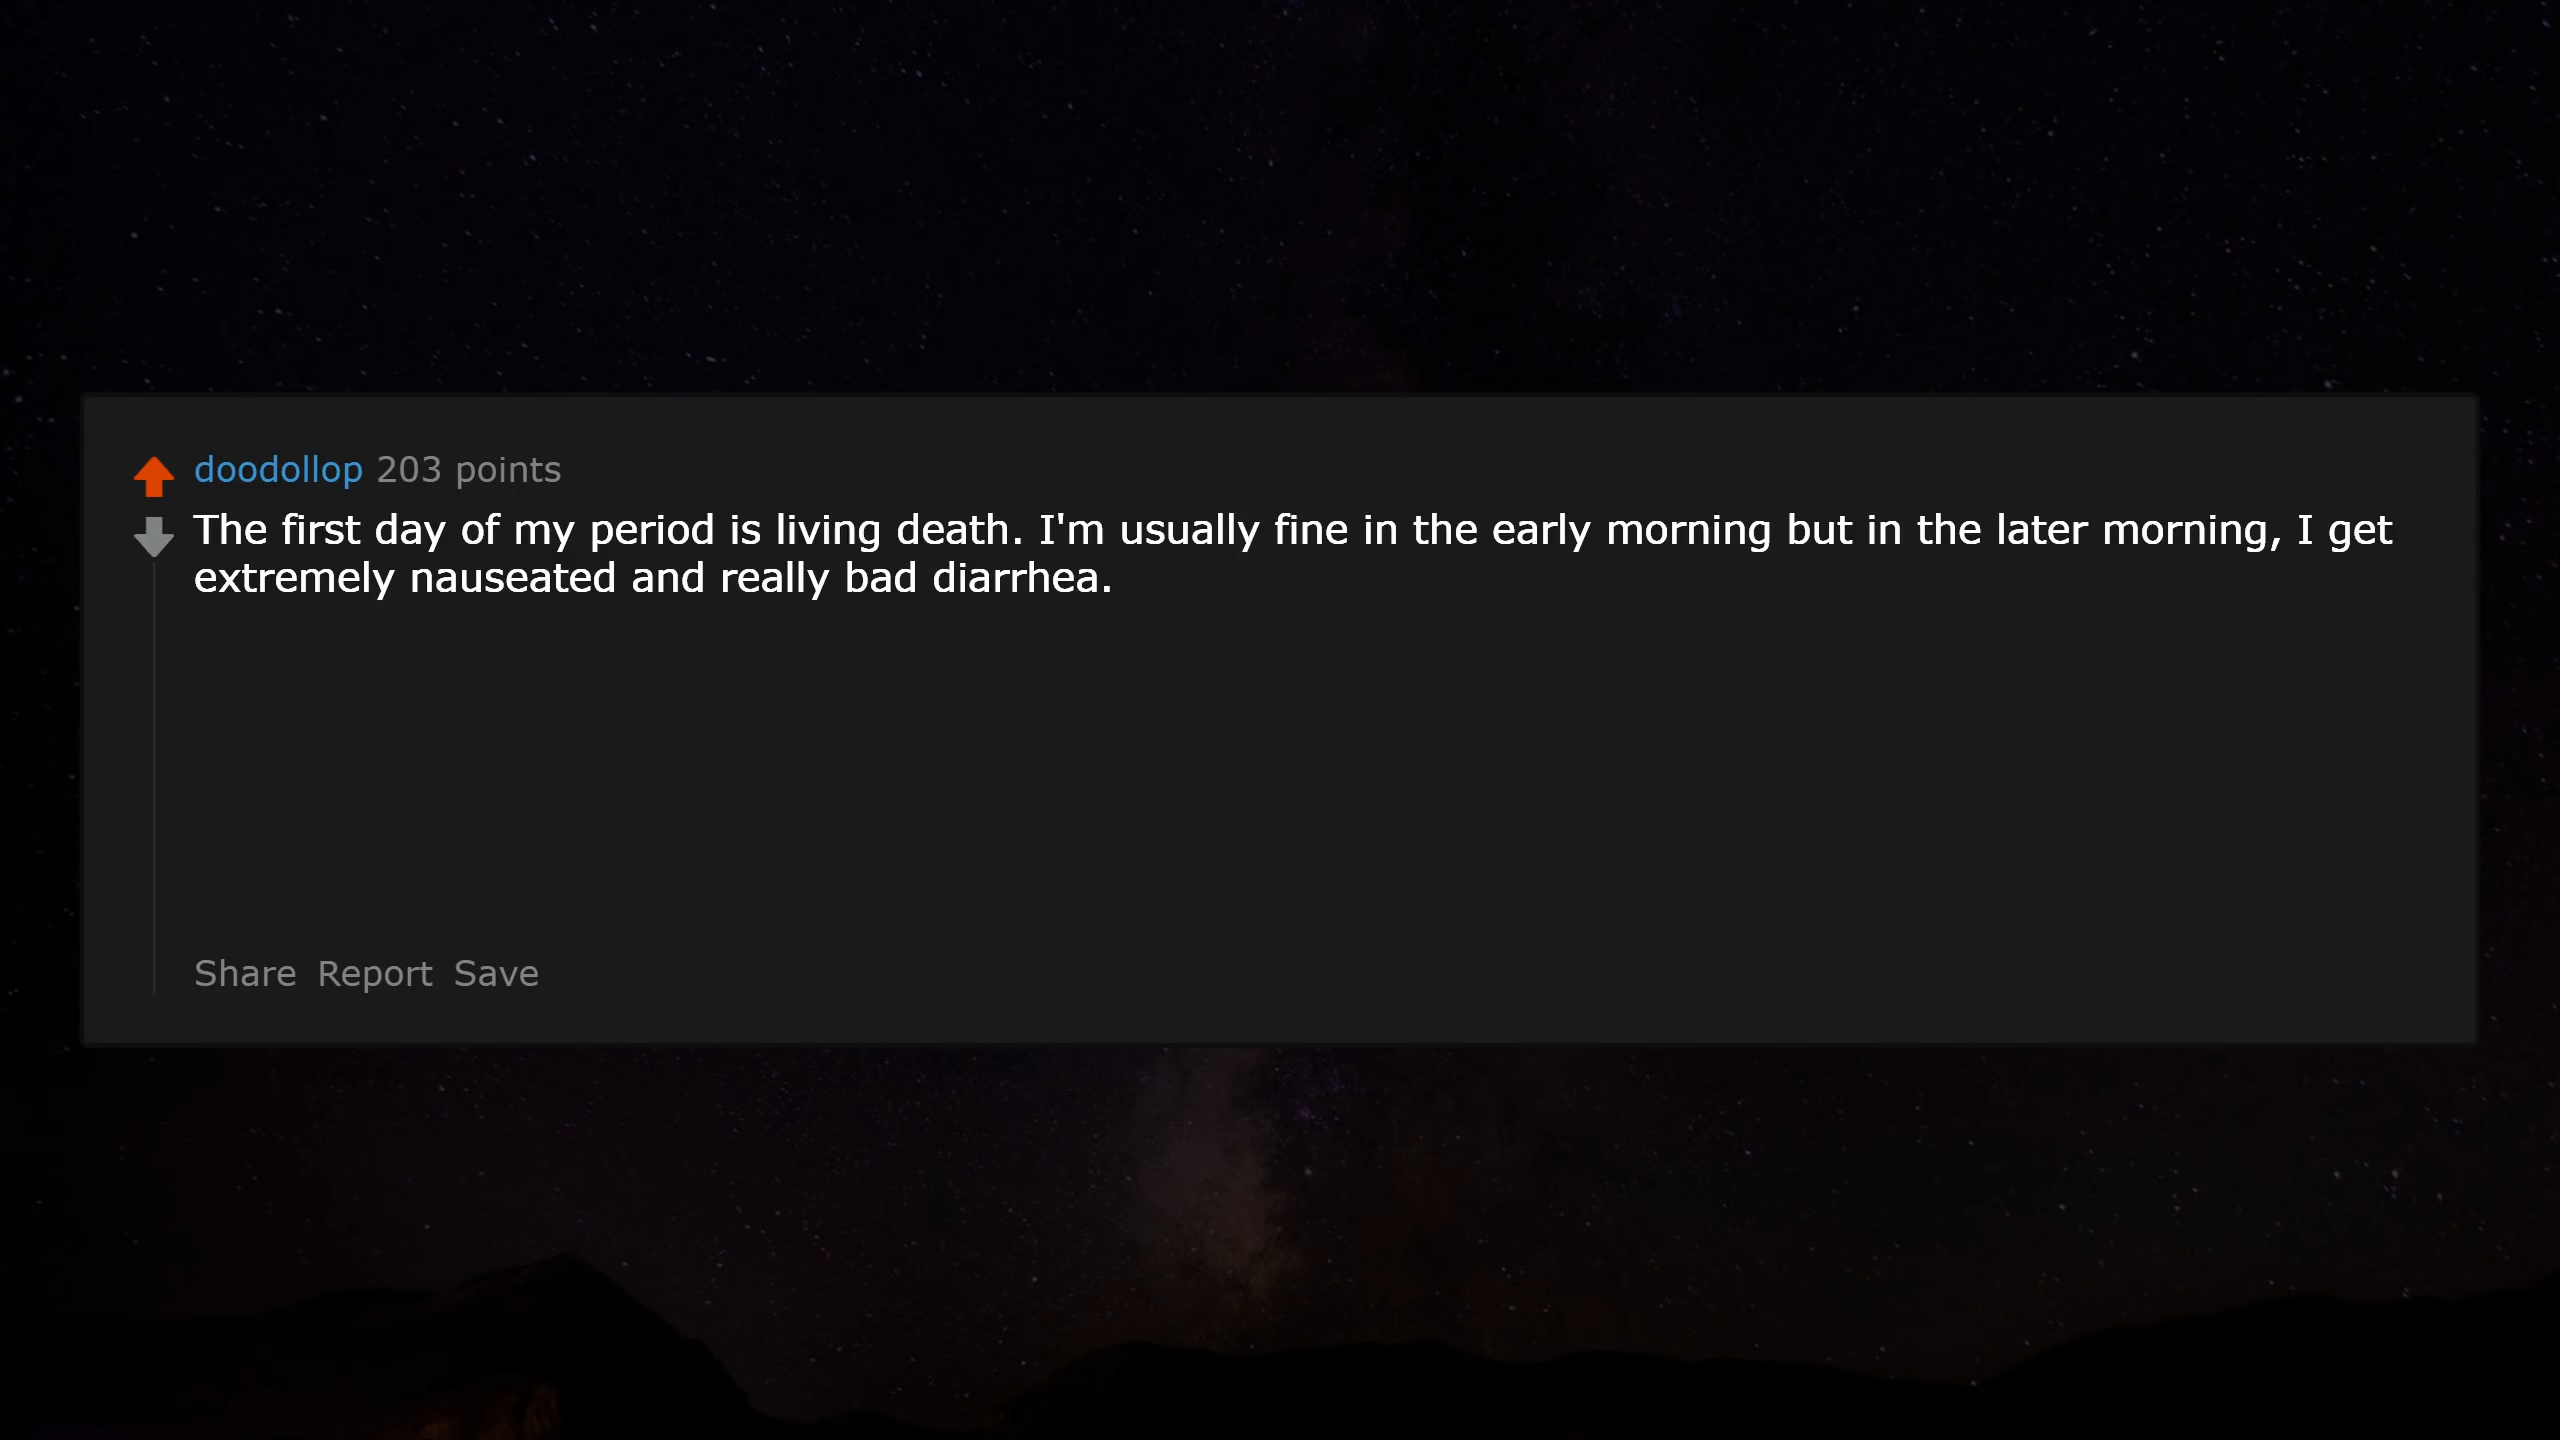 doodollop 203 points
The first day of my period is living death. I'm usually fine in the early morning but in the later morning, I get
extremely nauseated and really bad diarrhea.
Share Report Save